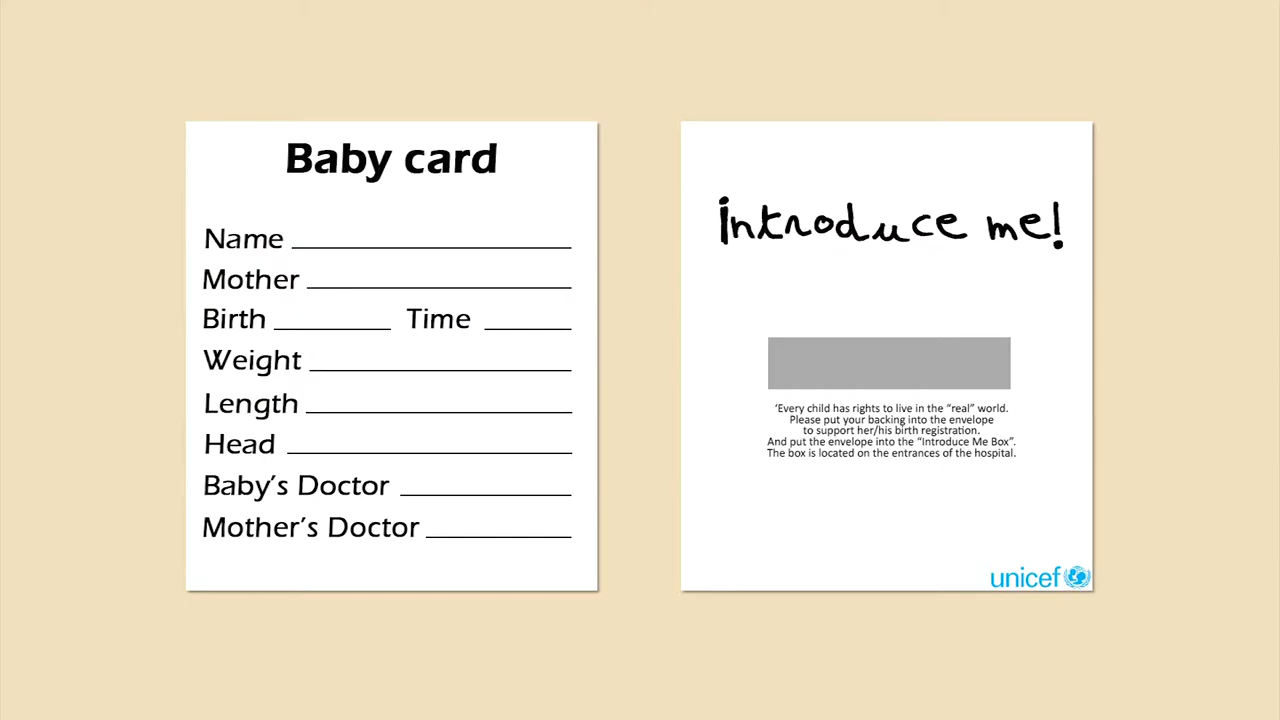 Baby card
Name
Mother
Birth Time
Weight
Length
Head
Baby's Doctor
Mother's Doctor
introduce me!
‘Every child has rights to live in the “real” world.
Please put your backing into the envelope
to support her/his birth registration.
And put the envelope into the “Introduce Me Box”.
The box is located on the entrances of the hospital.
unicef